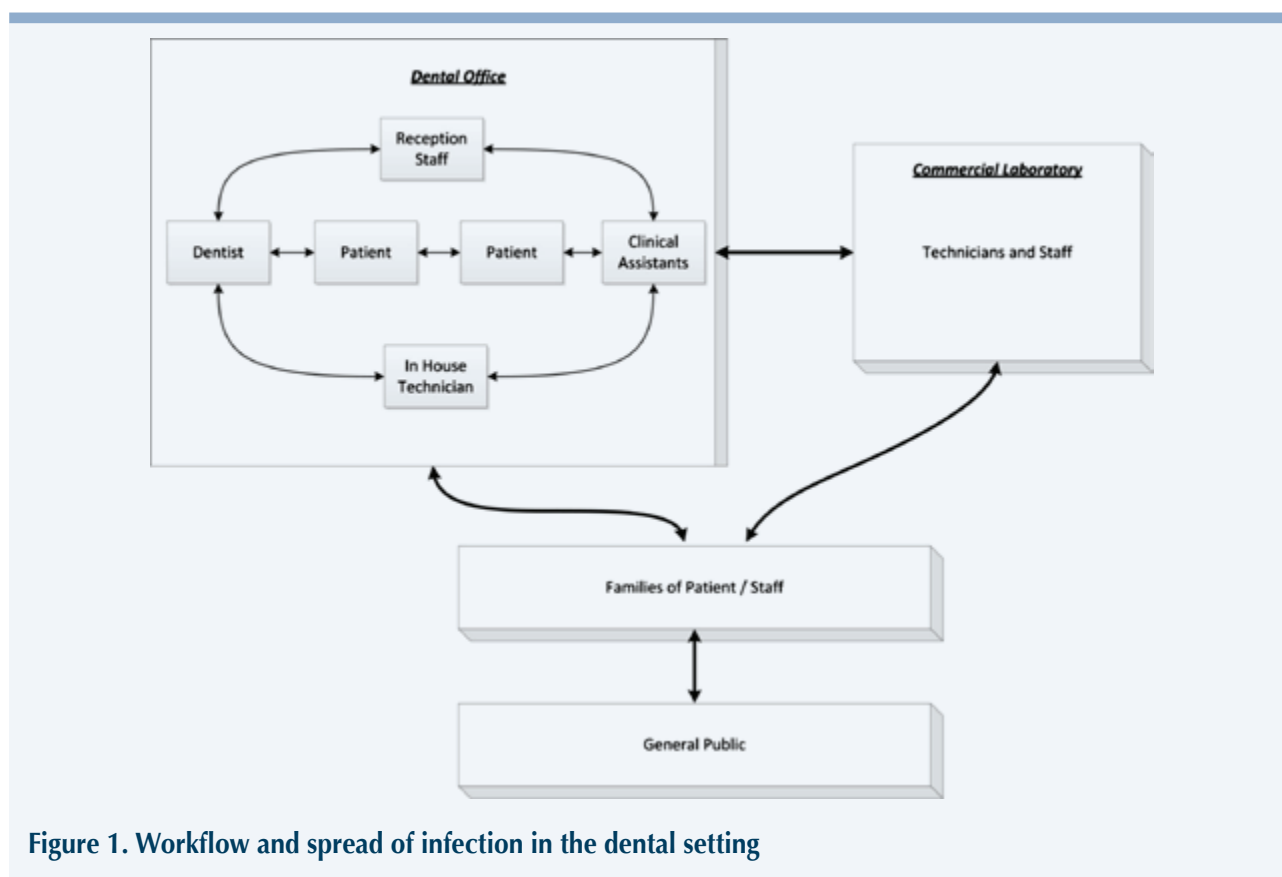 Dental Office
Reception
Staff
Dentist
Patient
Patient
Clinical
Assistants
In House
Technician
Commercial Laboratory
Technicians and Staff
Families of Patient / Staff
General Public
Figure 1. Workflow and spread of infection in the dental setting